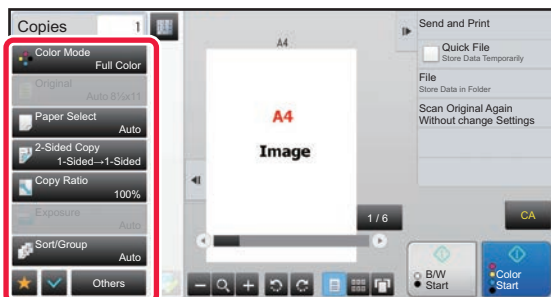 Copies 1
Color Mode
Full Color
Original
Auto 8½x11
Paper Select
Auto
2-Sided Copy
1-Sided→1-Sided
Copy Ratio
100%
Exposure
Auto
Sort/Group
Auto
Others
A4
A4
Image
1 / 6
Send and Print
Quick File
Store Data Temporarily
File
Store Data in Folder
Scan Original Again
Without change Settings
CA
B/W
Start
Color
Start